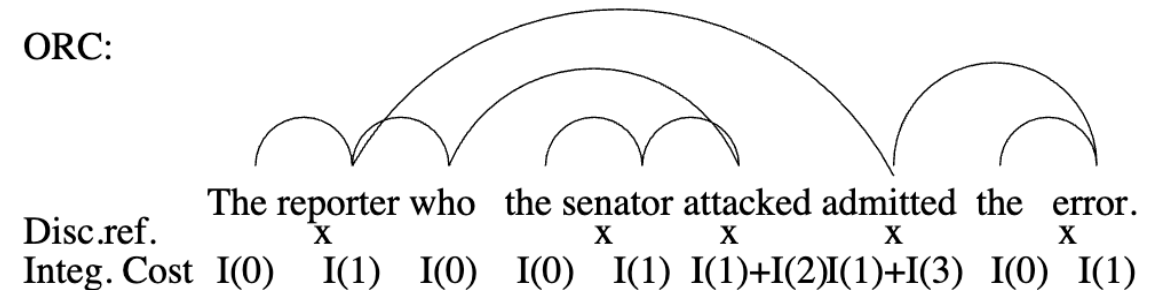 ORC:
The reporter who the senator attacked admitted the error.
Disc.ref. x x x x x
Integ. Cost I(0) I(1) I(0) I(0) I(1) I(1)+I(2)I(1)+I(3) I(0) I(1)